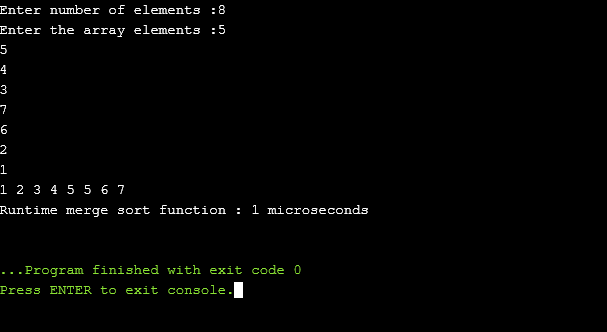 Enter number of elements :8
Enter the array elements :5
5
4
3
7
6
2
1
1 2 3 4 5 5 6 7
Runtime merge sort function : 1 microseconds
...Program finished with exit code 0
Press ENTER to exit console.